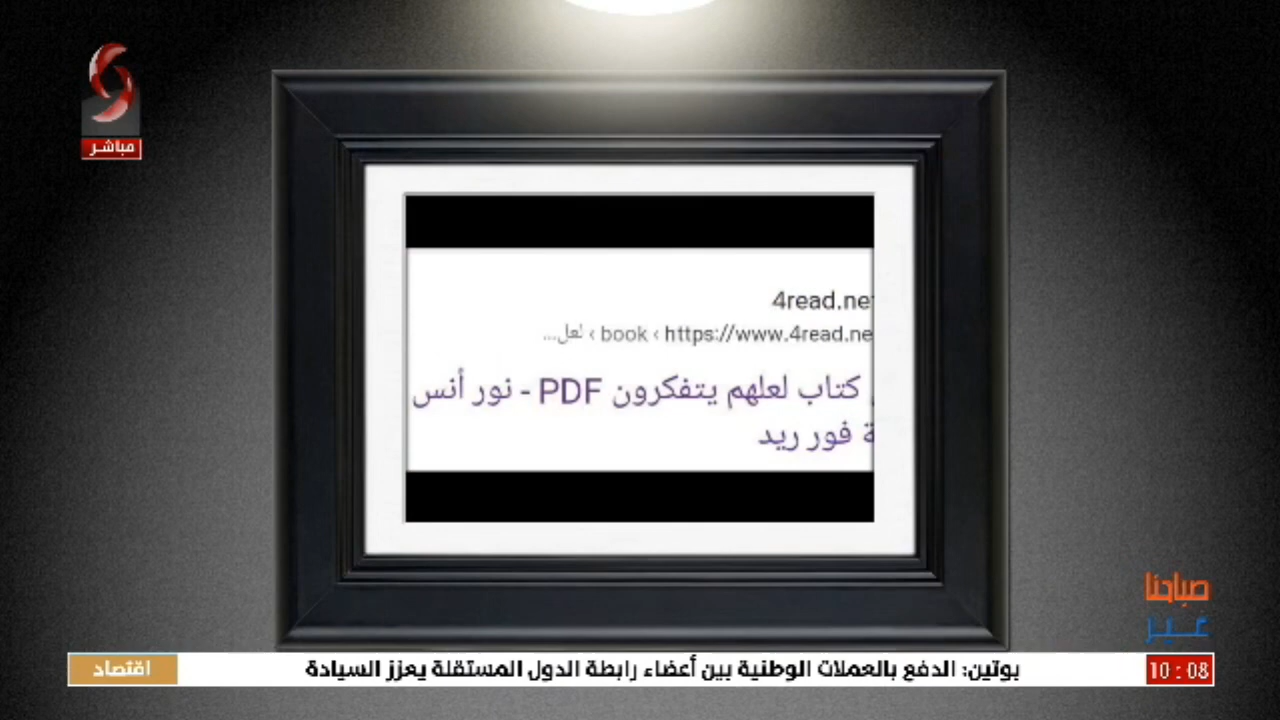 مباشر
4read.ne
https://www.4read.ne › book › لعل...
كتاب لعلهم يتفكرون PDF - نور أنس
ة فور ريد
صباحنا
غير
اقتصاد
بوتين: الدفع بالعملات الوطنية بين أعضاء رابطة الدول المستقلة يعزز السيادة
10:08